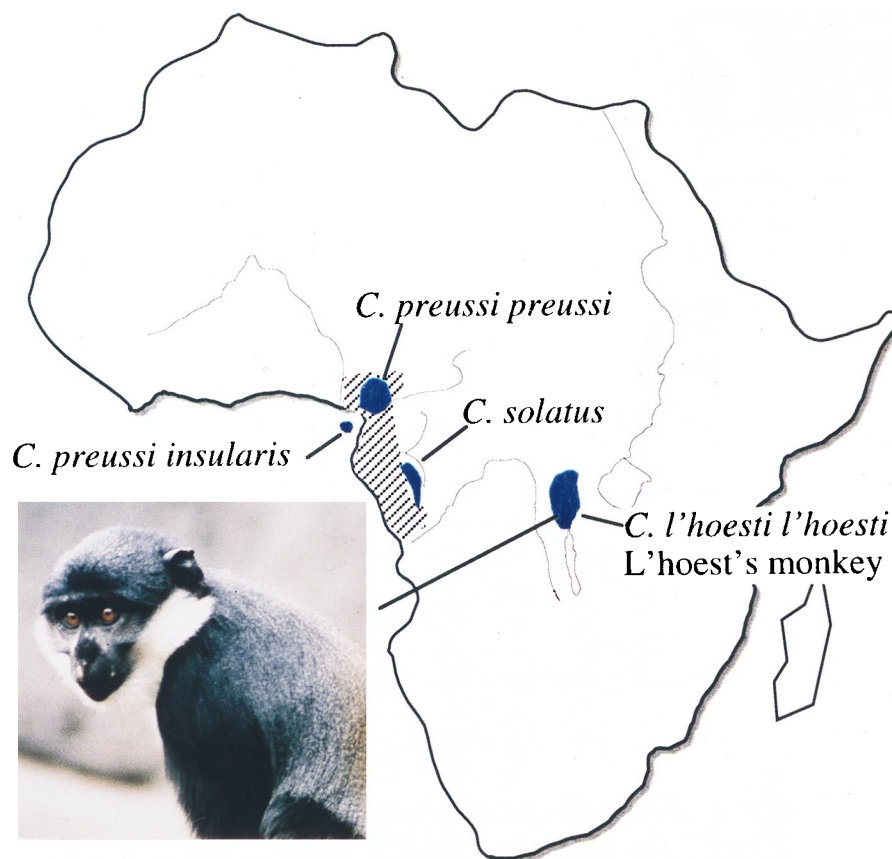 C. preussi preussi
C. solatus
C. preussi insularis
C. l'hoesti l'hoesti
L'hoest's monkey